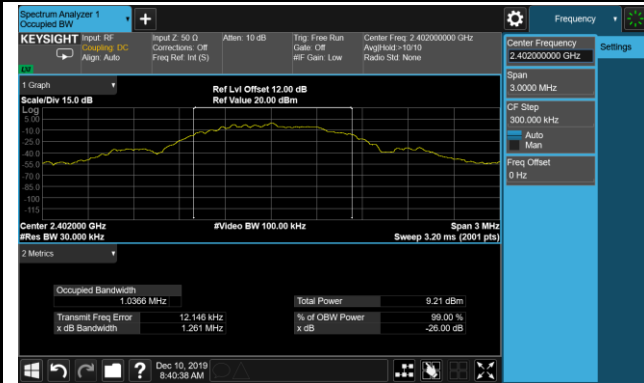 Spectrum Analyzer 1
Occupied BW
Frequency
KEYSIGHT
Input: RF
Coupling: DC
Align: Auto
Input Z: 50 Ω
Corrections: Off
Freq Ref: Int (S)
Atten: 10 dB
Trig: Free Run
Gate: Off
#IF Gain: Low
Center Freq: 2.402000000 GHz
Avg|Hold:>10/10
Radio Std: None
Center Frequency
2.402000000 GHz
Settings
Span
3.0000 MHz
CF Step
300.000 kHz
Auto
Man
Freq Offset
0 Hz
1 Graph
Scale/Div 15.0 dB
Ref Lvl Offset 12.00 dB
Ref Value 20.00 dBm
Log
5.00
-10.0
-25.0
-40.0
-55.0
-70.0
-85.0
-100
-115
Center 2.402000 GHz
#Video BW 100.00 kHz
Span 3 MHz
#Res BW 30.000 kHz
Sweep 3.20 ms (2001 pts)
2 Metrics
Occupied Bandwidth
1.0366 MHz
Total Power 9.21 dBm
Transmit Freq Error 12.146 kHz
% of OBW Power 99.00 %
x dB Bandwidth 1.261 MHz
x dB -26.00 dB
Dec 10, 2019
8:40:38 AM